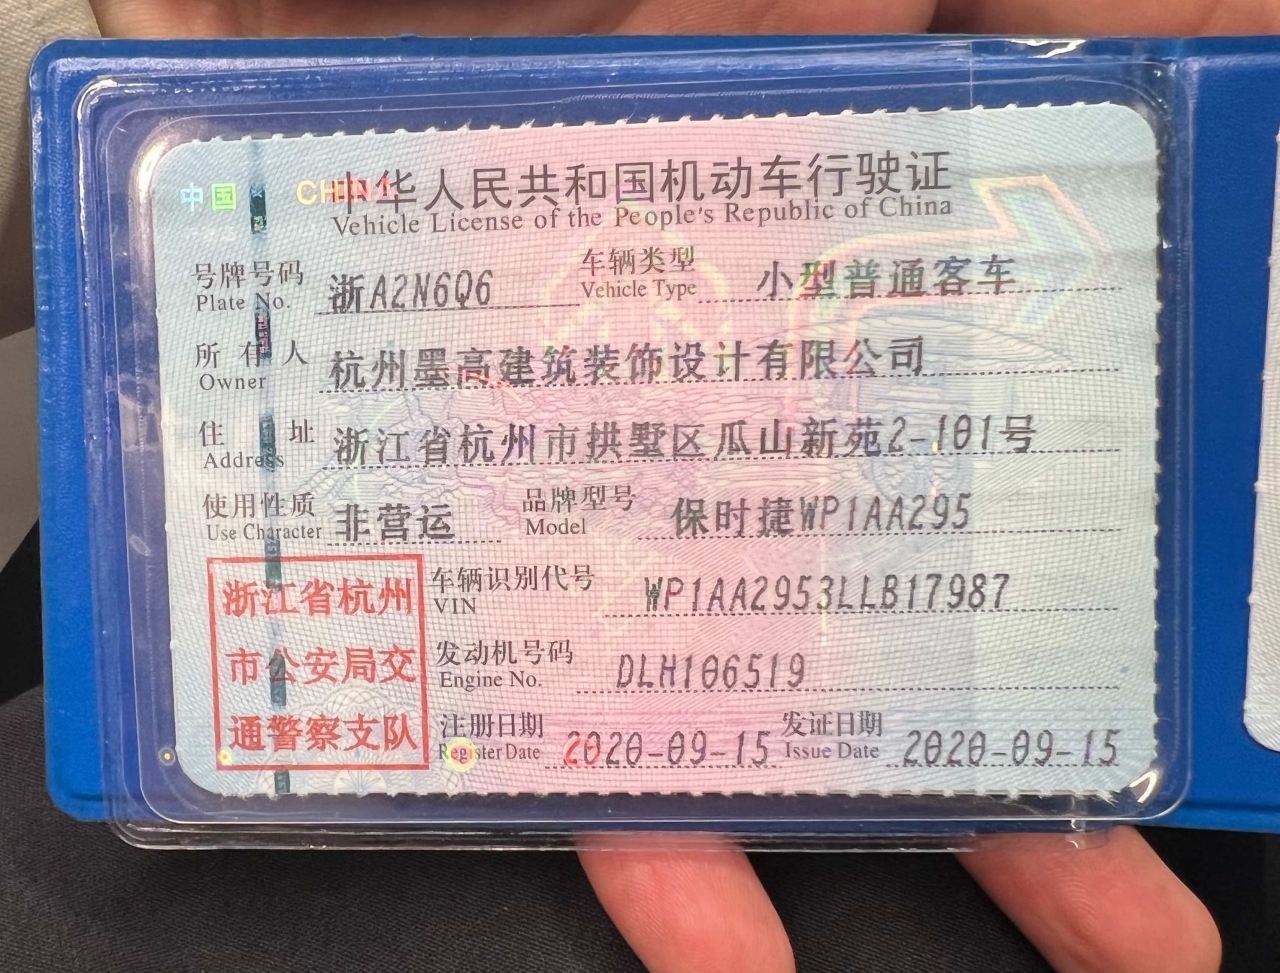 中国 CHINA
中华人民共和国机动车行驶证
Vehicle License of the People's Republic of China
号牌号码 浙A2N6Q6 车辆类型 小型普通客车
Plate No. Vehicle Type
所有人 杭州墨高建筑装饰设计有限公司
Owner
住址 浙江省杭州市拱墅区瓜山新苑2-101号
Address
使用性质 非营运 品牌型号 保时捷WP1AA295
Use Character Model
浙江省杭州
市公安局交
通警察支队
车辆识别代号 WP1AA2953LLB17987
VIN
发动机号码 DLH106519
Engine No.
注册日期 2020-09-15 发证日期 2020-09-15
Register Date Issue Date